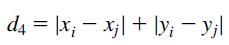 d₄ = |xᵢ − xⱼ| + |yᵢ − yⱼ|